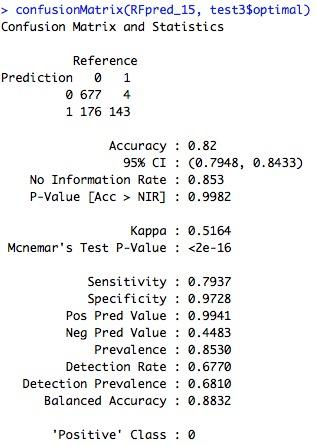 > confusionMatrix(RFpred_15, test3$optimal)
Confusion Matrix and Statistics
Reference
Prediction 0 1
0 677 4
1 176 143
Accuracy : 0.82
95% CI : (0.7948, 0.8433)
No Information Rate : 0.853
P-Value [Acc > NIR] : 0.9982
Kappa : 0.5164
Mcnemar's Test P-Value : <2e-16
Sensitivity : 0.7937
Specificity : 0.9728
Pos Pred Value : 0.9941
Neg Pred Value : 0.4483
Prevalence : 0.8530
Detection Rate : 0.6770
Detection Prevalence : 0.6810
Balanced Accuracy : 0.8832
'Positive' Class : 0